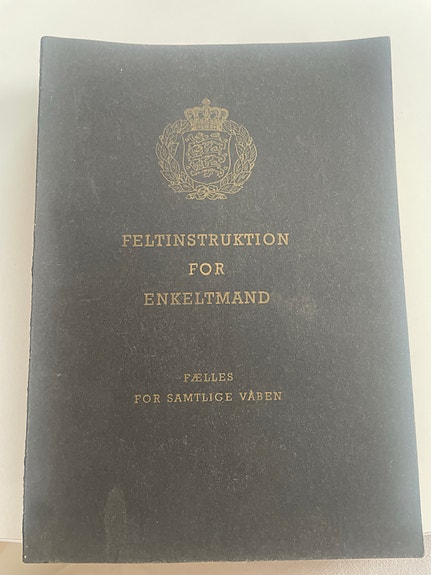 FELTINSTRUKTION
FOR
ENKELTMAND
FÆLLES
FOR SAMTLIGE VÅBEN